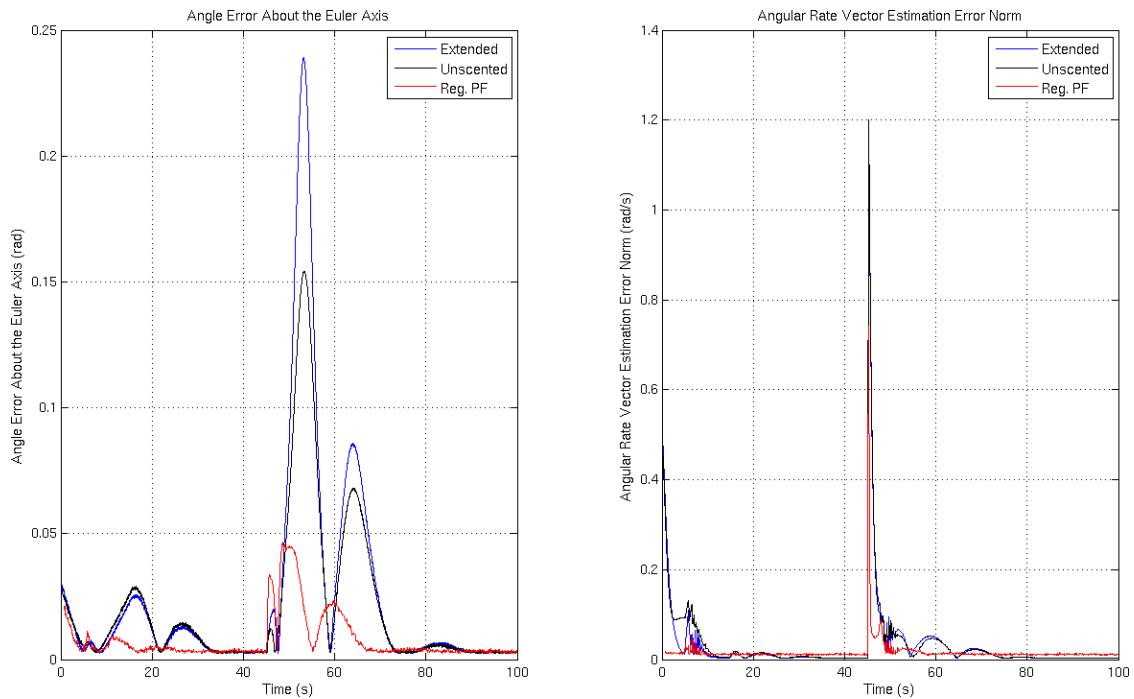 Angle Error About the Euler Axis
0.25
0.2
0.15
0.1
0.05
0
Angle Error About the Euler Axis (rad)
Extended
Unscented
Reg. PF
0 20 40 60 80 100
Time (s)
Angular Rate Vector Estimation Error Norm
1.4
1.2
1
0.8
0.6
0.4
0.2
0
Angular Rate Vector Estimation Error Norm (rad/s)
Extended
Unscented
Reg. PF
0 20 40 60 80 100
Time (s)